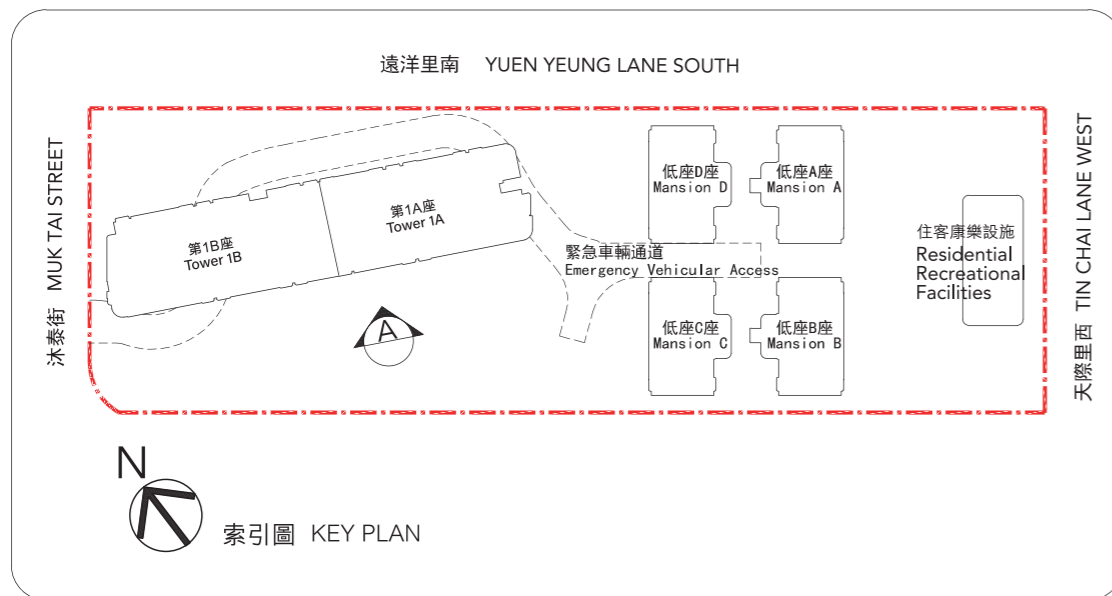 遠洋里南 YUEN YEUNG LANE SOUTH
沐泰街 MUK TAI STREET
天際里西 TIN CHAI LANE WEST
低座D座
Mansion D
低座A座
Mansion A
第1A座
Tower 1A
第1B座
Tower 1B
住客康樂設施
Residential
Recreational
Facilities
緊急車輛通道
Emergency Vehicular Access
低座C座
Mansion C
低座B座
Mansion B
A
N
索引圖 KEY PLAN